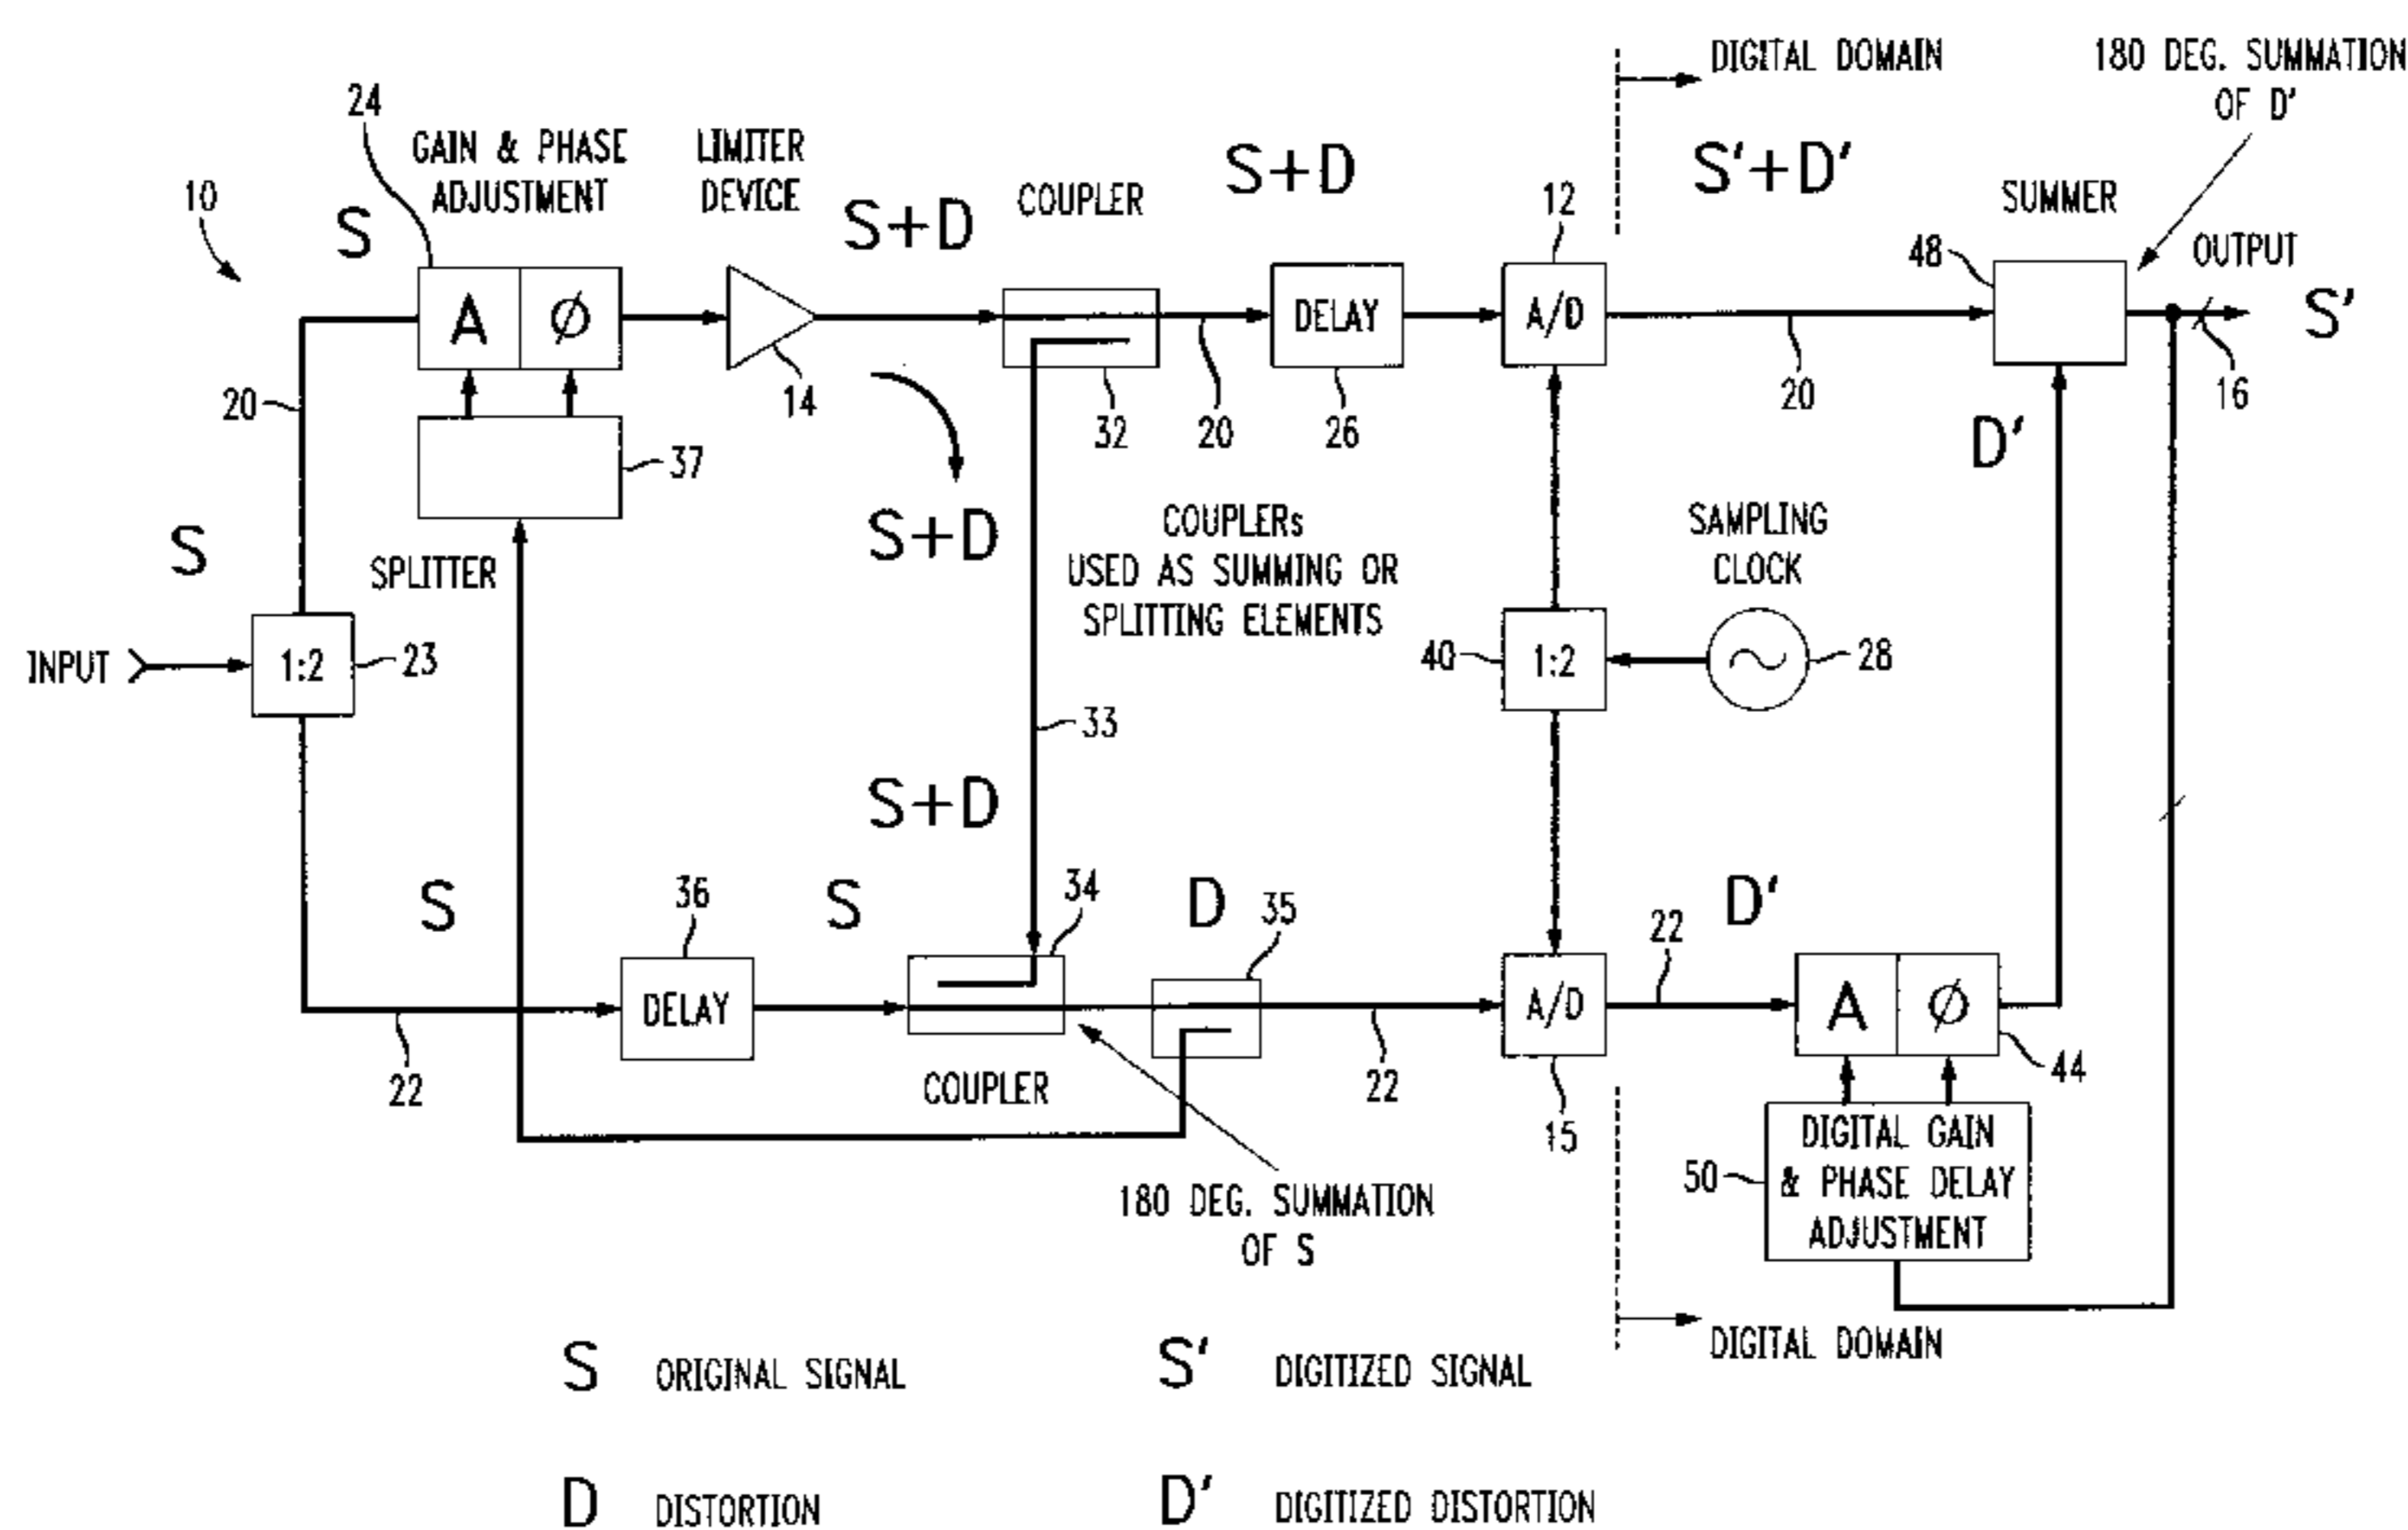 DIGITAL DOMAIN
180 DEG. SUMMATION
OF D'
24
GAIN & PHASE
ADJUSTMENT
LIMITER
DEVICE
S+D
S'+D'
10
S
S+D
COUPLER
12
SUMMER
48
OUTPUT
A Ø
DELAY
A/D
S'
20
14
32
20
26
20
16
37
D'
S
S+D
COUPLERs
USED AS SUMMING OR
SPLITTING ELEMENTS
SAMPLING
CLOCK
SPLITTER
INPUT
1:2
23
40
1:2
28
33
S+D
S
36
S
34
D
35
22
D'
DELAY
A/D
A Ø
22
COUPLER
22
15
44
50
DIGITAL GAIN
& PHASE DELAY
ADJUSTMENT
180 DEG. SUMMATION
OF S
DIGITAL DOMAIN
S ORIGINAL SIGNAL
S' DIGITIZED SIGNAL
D DISTORTION
D' DIGITIZED DISTORTION